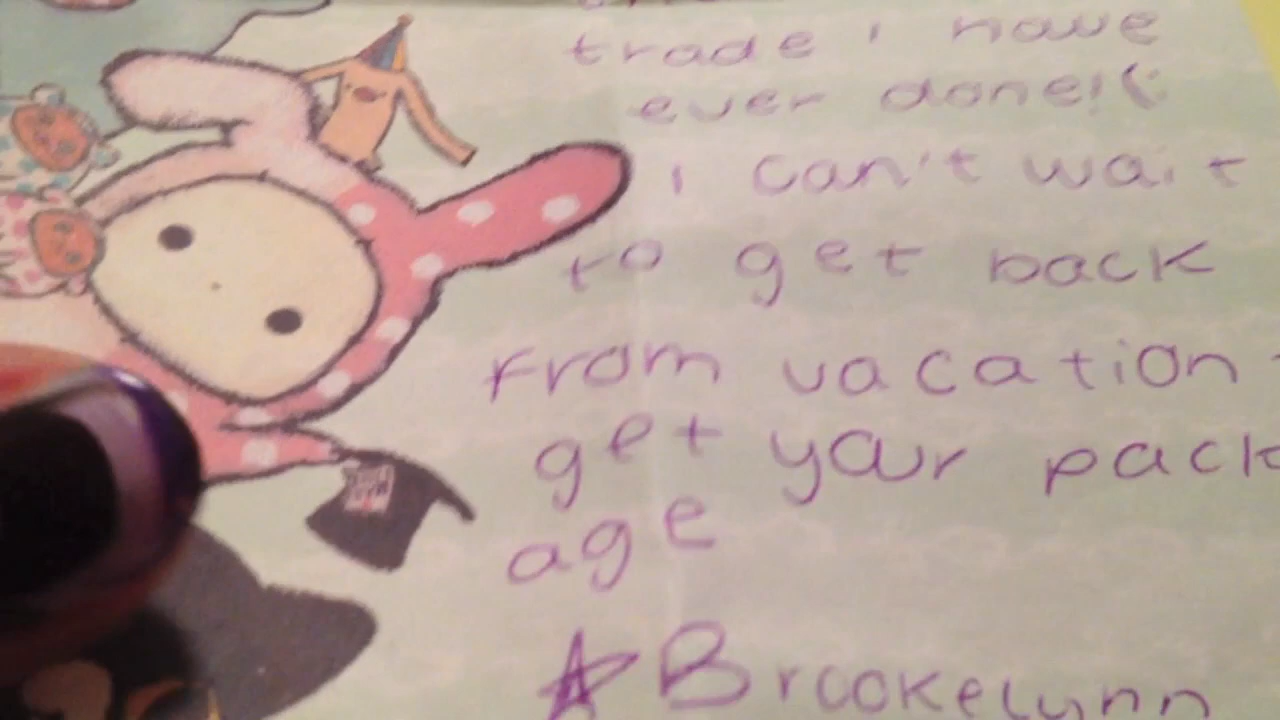 trade i have
ever done!(:
i can't wait
to get back
from vacation
get your pack
age
Brookelynn